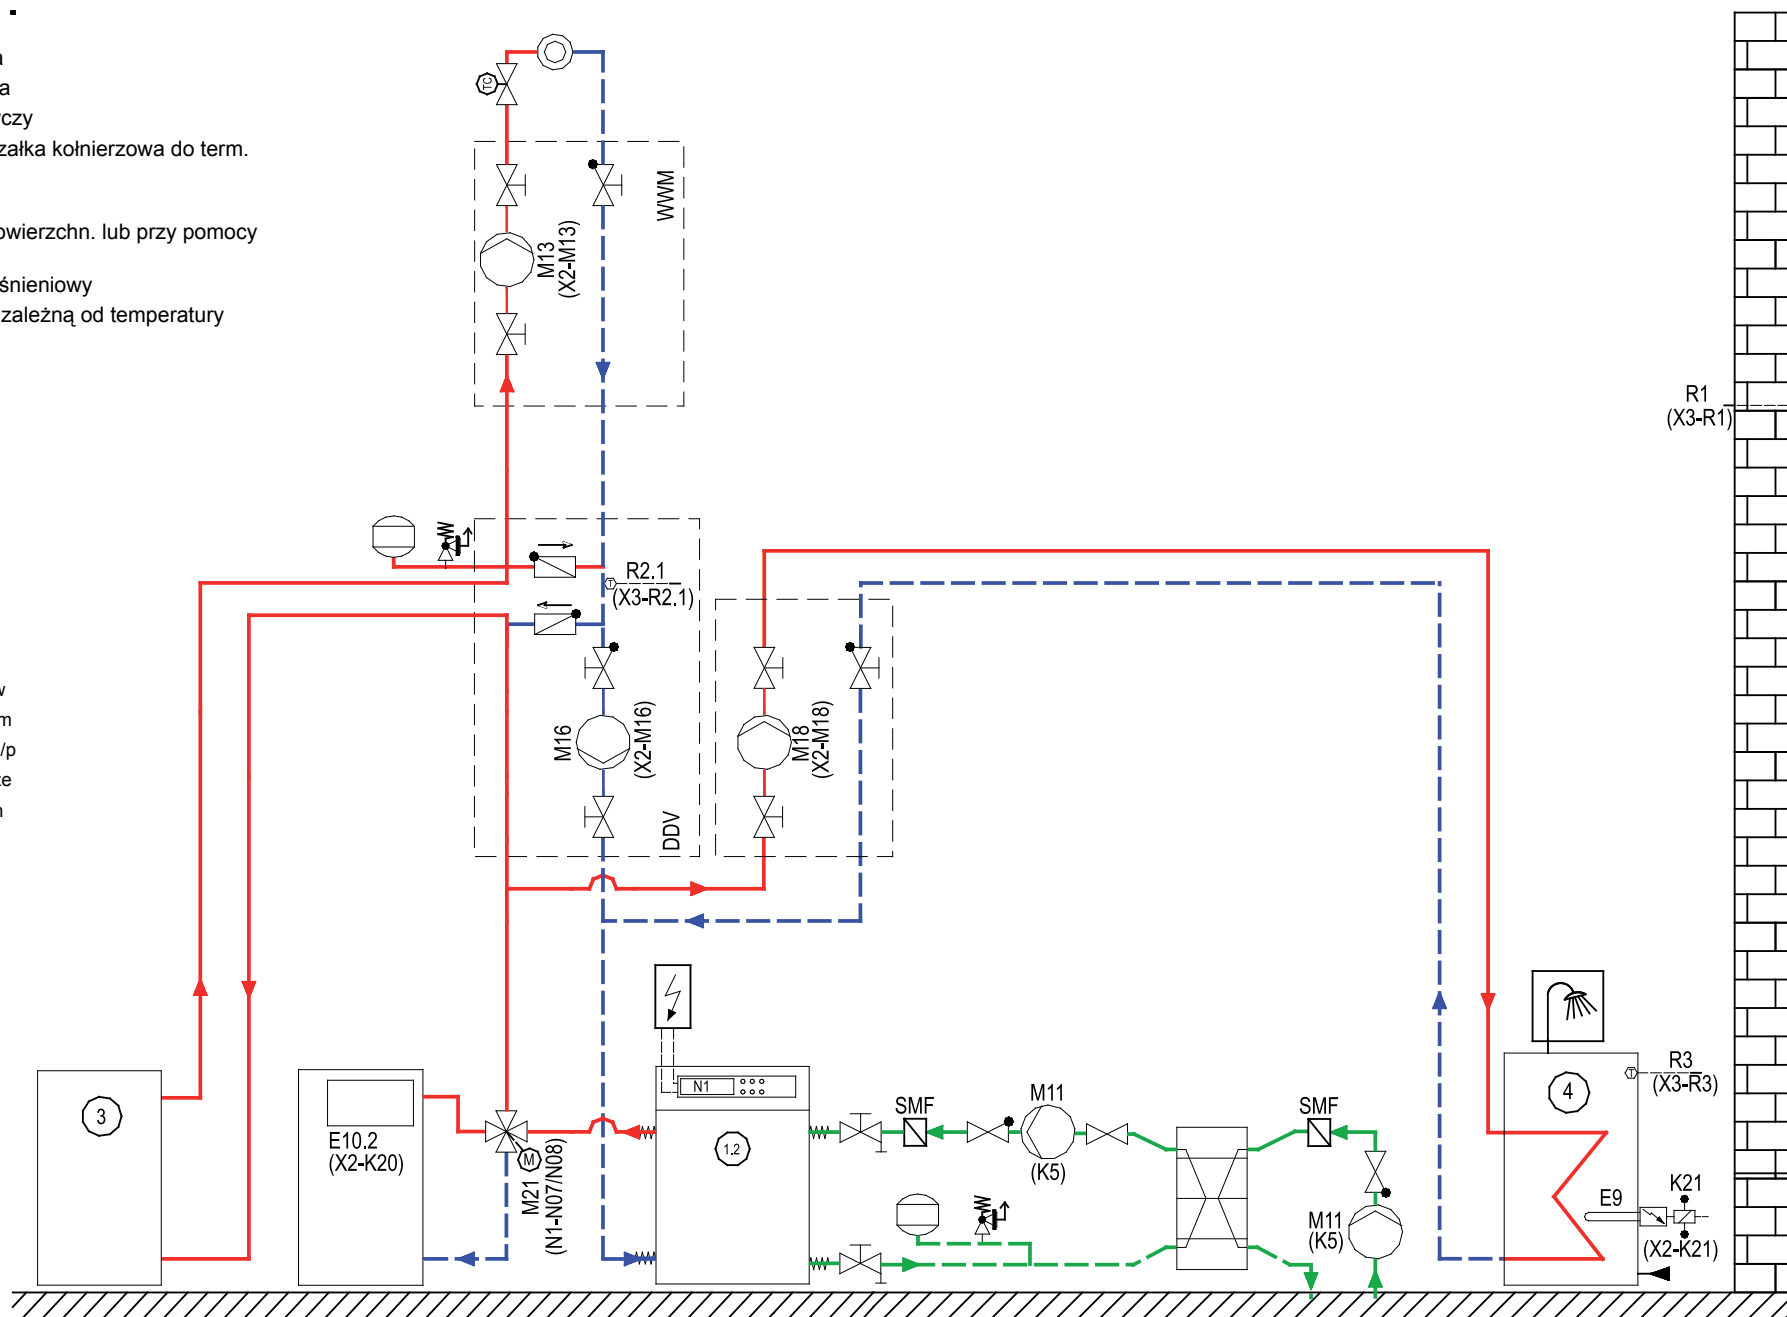 a
a
czy
załka kołnierzowa do term.
owierzchn. lub przy pomocy
śnieniowy
zależną od temperatury
w
m
/p
te
n
TC
WWM
M13
(X2-M13)
R1
(X3-R1)
R2.1
T
(X3-R2.1)
M16
(X2-M16)
M18
(X2-M18)
DDV
3
E10.2
(X2-K20)
M
M21
(N1-N07/N08)
N1
1.2
SMF
M11
(K5)
SMF
M11
(K5)
4
T
R3
(X3-R3)
E9
K21
(X2-K21)